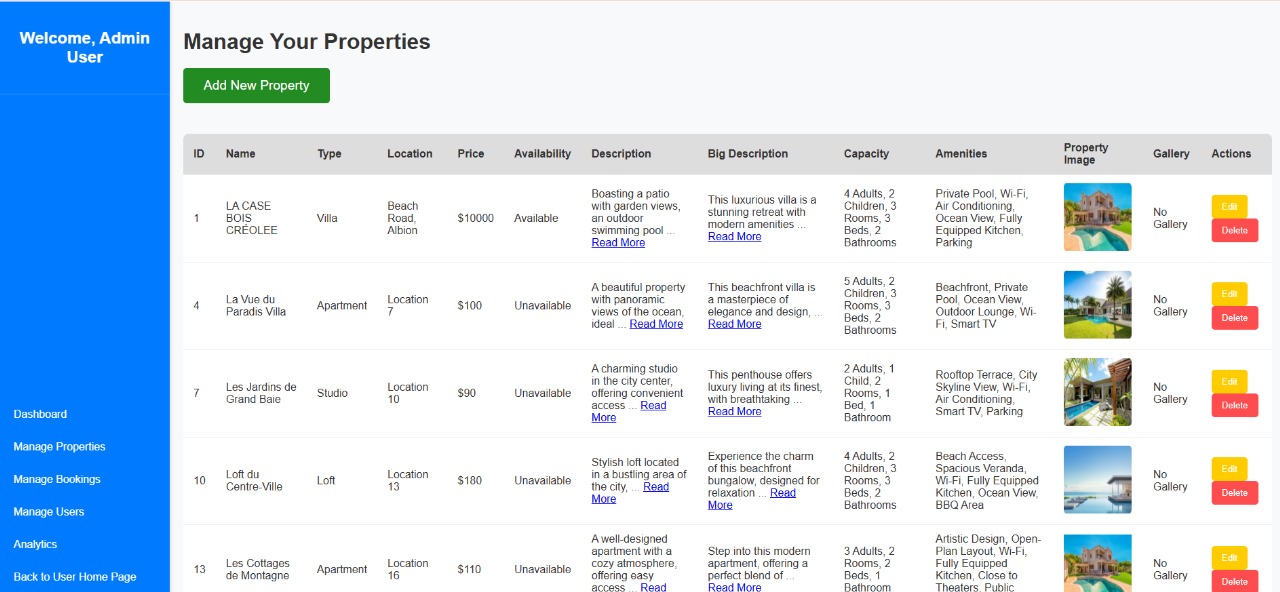 Welcome, Admin
User
Dashboard
Manage Properties
Manage Bookings
Manage Users
Analytics
Back to User Home Page
Manage Your Properties
Add New Property
ID Name Type Location Price Availability Description Big Description Capacity Amenities Property Image Gallery Actions
1
LA CASE
BOIS
CRÉOLEE
Villa
Beach
Road,
Albion
$10000
Available
Boasting a patio
with garden views,
an outdoor
swimming pool ...
Read More
This luxurious villa is a
stunning retreat with
modern amenities ...
Read More
4 Adults, 2
Children, 3
Rooms, 3
Beds, 2
Bathrooms
Private Pool, Wi-Fi,
Air Conditioning,
Ocean View, Fully
Equipped Kitchen,
Parking
No
Gallery
Edit
Delete
4
La Vue du
Paradis Villa
Apartment
Location
7
$100
Unavailable
A beautiful property
with panoramic
views of the ocean,
ideal ... Read More
This beachfront villa is
a masterpiece of
elegance and design, ...
Read More
5 Adults, 2
Children, 3
Rooms, 3
Beds, 2
Bathrooms
Beachfront, Private
Pool, Ocean View,
Outdoor Lounge, Wi-
Fi, Smart TV
No
Gallery
Edit
Delete
7
Les Jardins de
Grand Baie
Studio
Location
10
$90
Unavailable
A charming studio
in the city center,
offering convenient
access ... Read
More
This penthouse offers
luxury living at its finest,
with breathtaking ...
Read More
2 Adults, 1
Child, 2
Rooms, 1
Bed, 1
Bathroom
Rooftop Terrace, City
Skyline View, Wi-Fi,
Air Conditioning,
Smart TV, Parking
No
Gallery
Edit
Delete
10
Loft du
Centre-Ville
Loft
Location
13
$180
Unavailable
Stylish loft located
in a bustling area of
the city, ... Read
More
Experience the charm
of this beachfront
bungalow, designed for
relaxation ... Read
More
4 Adults, 2
Children, 3
Rooms, 3
Beds, 2
Bathrooms
Beach Access,
Spacious Veranda,
Wi-Fi, Fully Equipped
Kitchen, Ocean View,
BBQ Area
No
Gallery
Edit
Delete
13
Les Cottages
de Montagne
Apartment
Location
16
$110
Unavailable
A well-designed
apartment with a
cozy atmosphere,
offering easy
access ... Read
Step into this modern
apartment, offering a
perfect blend of ...
Read More
3 Adults, 2
Children, 2
Rooms, 2
Beds, 1
Bathroom
Artistic Design, Open-
Plan Layout, Wi-Fi,
Fully Equipped
Kitchen, Close to
Theaters, Public
No
Gallery
Edit
Delete